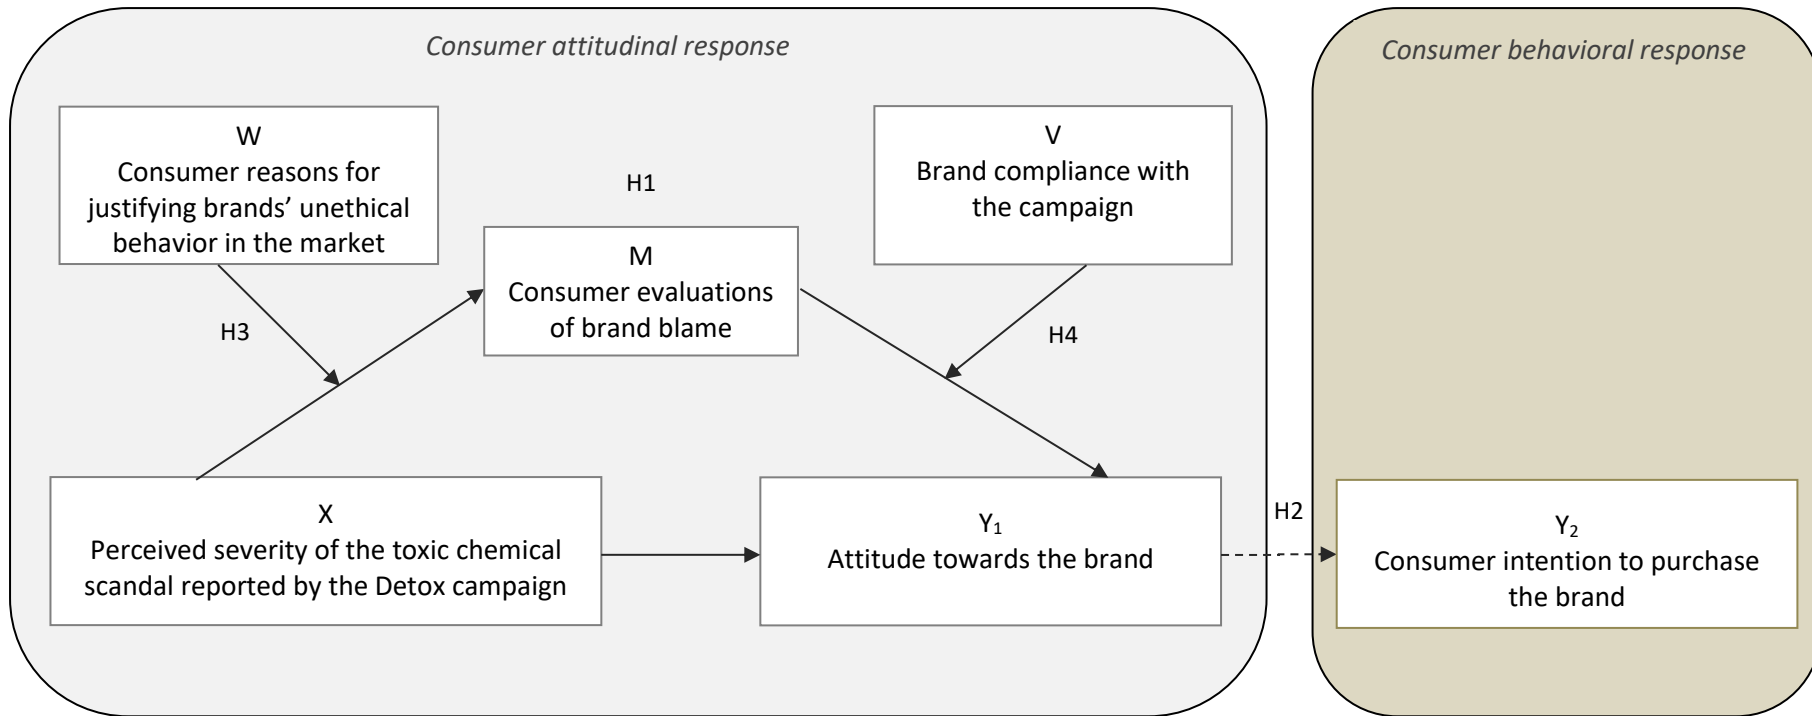 Consumer attitudinal response
Consumer behavioral response
W
Consumer reasons for
justifying brands’ unethical
behavior in the market
H1
V
Brand compliance with
the campaign
M
Consumer evaluations
of brand blame
H3
H4
X
Perceived severity of the toxic chemical
scandal reported by the Detox campaign
Y₁
Attitude towards the brand
H2
Y₂
Consumer intention to purchase
the brand